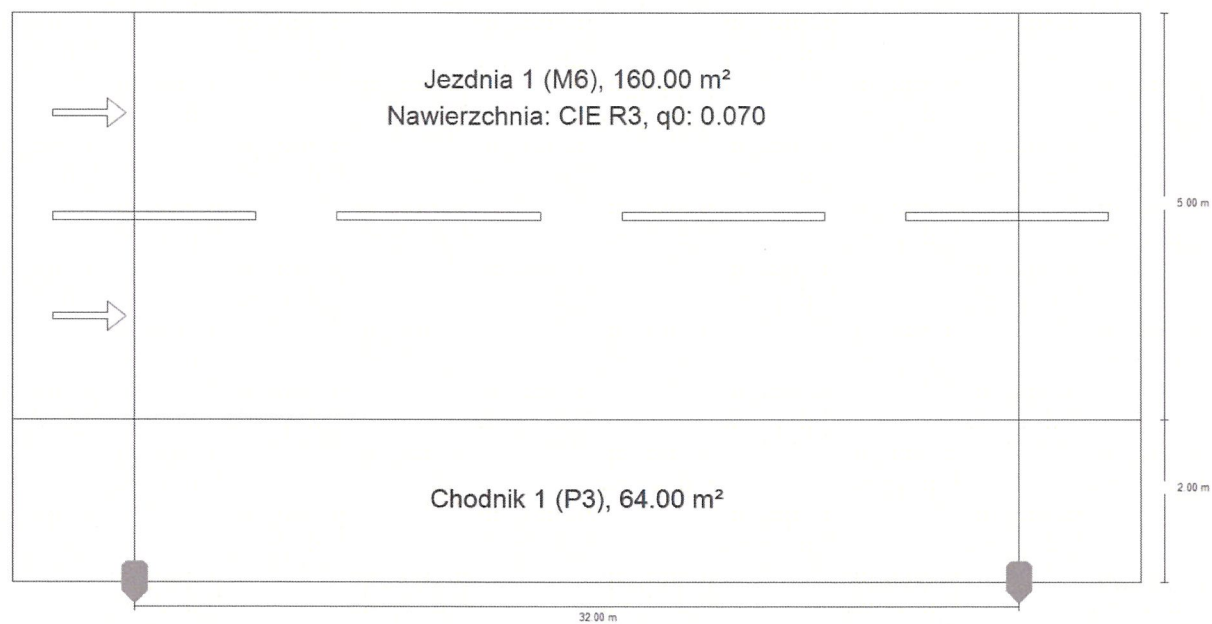 Jezdnia 1 (M6), 160.00 m²
Nawierzchnia: CIE R3, q0: 0.070
5.00 m
Chodnik 1 (P3), 64.00 m²
2.00 m
32.00 m